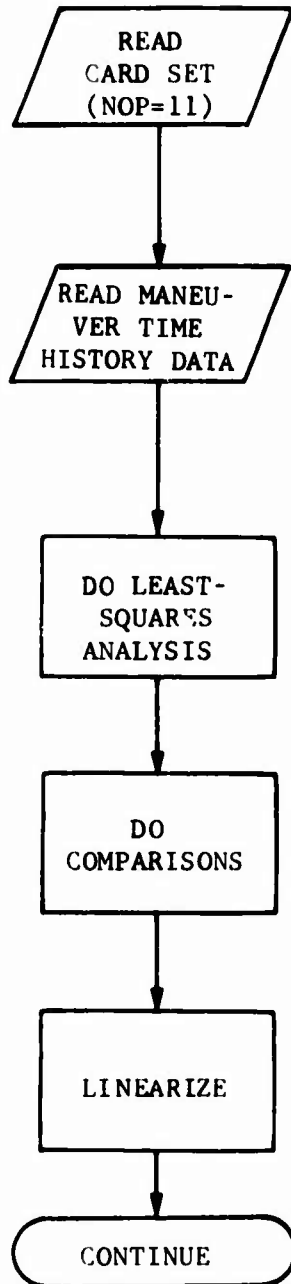 READ
CARD SET
(NOP=11)
READ MANEU-
VER TIME
HISTORY DATA
DO LEAST-
SQUARES
ANALYSIS
DO
COMPARISONS
LINEARIZE
CONTINUE